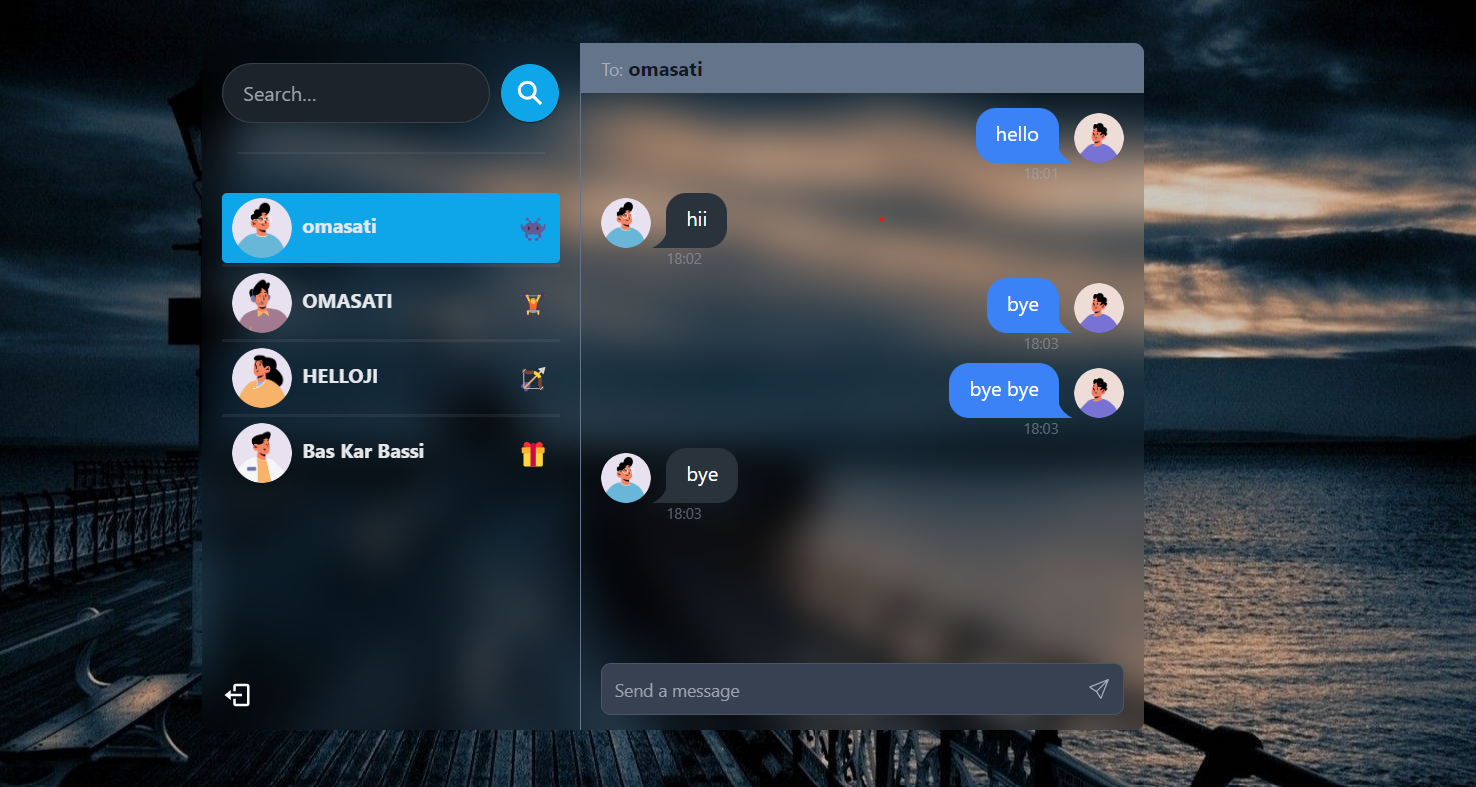 Search...
omasati
OMASATI
HELLOJI
Bas Kar Bassi
To: omasati
hello
18:01
hii
18:02
bye
18:03
bye bye
18:03
bye
18:03
Send a message